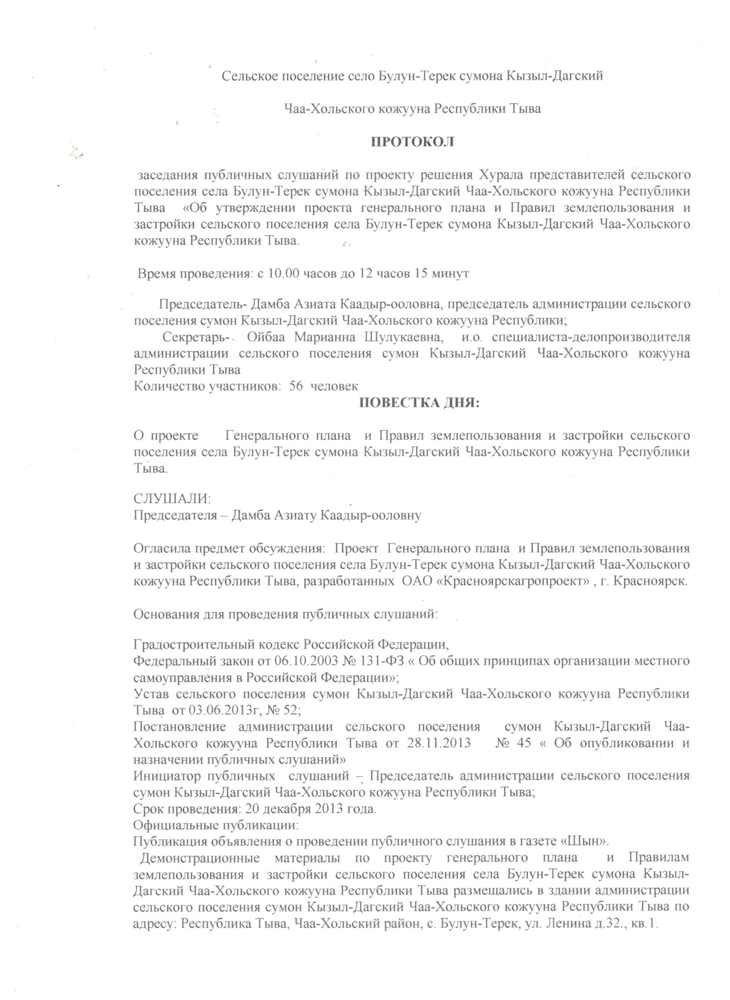 Сельское поселение село Булун-Терек сумона Кызыл-Дагский
Чаа-Хольского кожууна Республики Тыва
ПРОТОКОЛ
заседания публичных слушаний по проекту решения Хурала представителей сельского
поселения села Булун-Терек сумона Кызыл-Дагский Чаа-Хольского кожууна Республики
Тыва «Об утверждении проекта генерального плана и Правил землепользования и
застройки сельского поселения села Булун-Терек сумона Кызыл-Дагский Чаа-Хольского
кожууна Республики Тыва.
Время проведения: с 10.00 часов до 12 часов 15 минут
Председатель- Дамба Азиата Каадыр-ооловна, председатель администрации сельского
поселения сумон Кызыл-Дагский Чаа-Хольского кожууна Республики;
Секретарь- Ойбаа Марианна Шулукаевна, и.о. специалиста-делопроизводителя
администрации сельского поселения сумон Кызыл-Дагский Чаа-Хольского кожууна
Республики Тыва
Количество участников: 56 человек
ПОВЕСТКА ДНЯ:
О проекте Генерального плана и Правил землепользования и застройки сельского
поселения села Булун-Терек сумона Кызыл-Дагский Чаа-Хольского кожууна Республики
Тыва.
СЛУШАЛИ:
Председателя – Дамба Азиату Каадыр-ооловну
Огласила предмет обсуждения: Проект Генерального плана и Правил землепользования
и застройки сельского поселения села Булун-Терек сумона Кызыл-Дагский Чаа-Хольского
кожууна Республики Тыва, разработанных ОАО «Красноярскагропроект» , г. Красноярск.
Основания для проведения публичных слушаний:
Градостроительный кодекс Российской Федерации,
Федеральный закон от 06.10.2003 № 131-ФЗ « Об общих принципах организации местного
самоуправления в Российской Федерации»;
Устав сельского поселения сумон Кызыл-Дагский Чаа-Хольского кожууна Республики
Тыва от 03.06.2013г, № 52;
Постановление администрации сельского поселения сумон Кызыл-Дагский Чаа-
Хольского кожууна Республики Тыва от 28.11.2013 № 45 « Об опубликовании и
назначении публичных слушаний»
Инициатор публичных слушаний – Председатель администрации сельского поселения
сумон Кызыл-Дагский Чаа-Хольского кожууна Республики Тыва;
Срок проведения: 20 декабря 2013 года.
Официальные публикации:
Публикация объявления о проведении публичного слушания в газете «Шын».
Демонстрационные материалы по проекту генерального плана и Правилам
землепользования и застройки сельского поселения села Булун-Терек сумона Кызыл-
Дагский Чаа-Хольского кожууна Республики Тыва размещались в здании администрации
сельского поселения сумон Кызыл-Дагский Чаа-Хольского кожууна Республики Тыва по
адресу: Республика Тыва, Чаа-Хольский район, с. Булун-Терек, ул. Ленина д.32., кв.1.